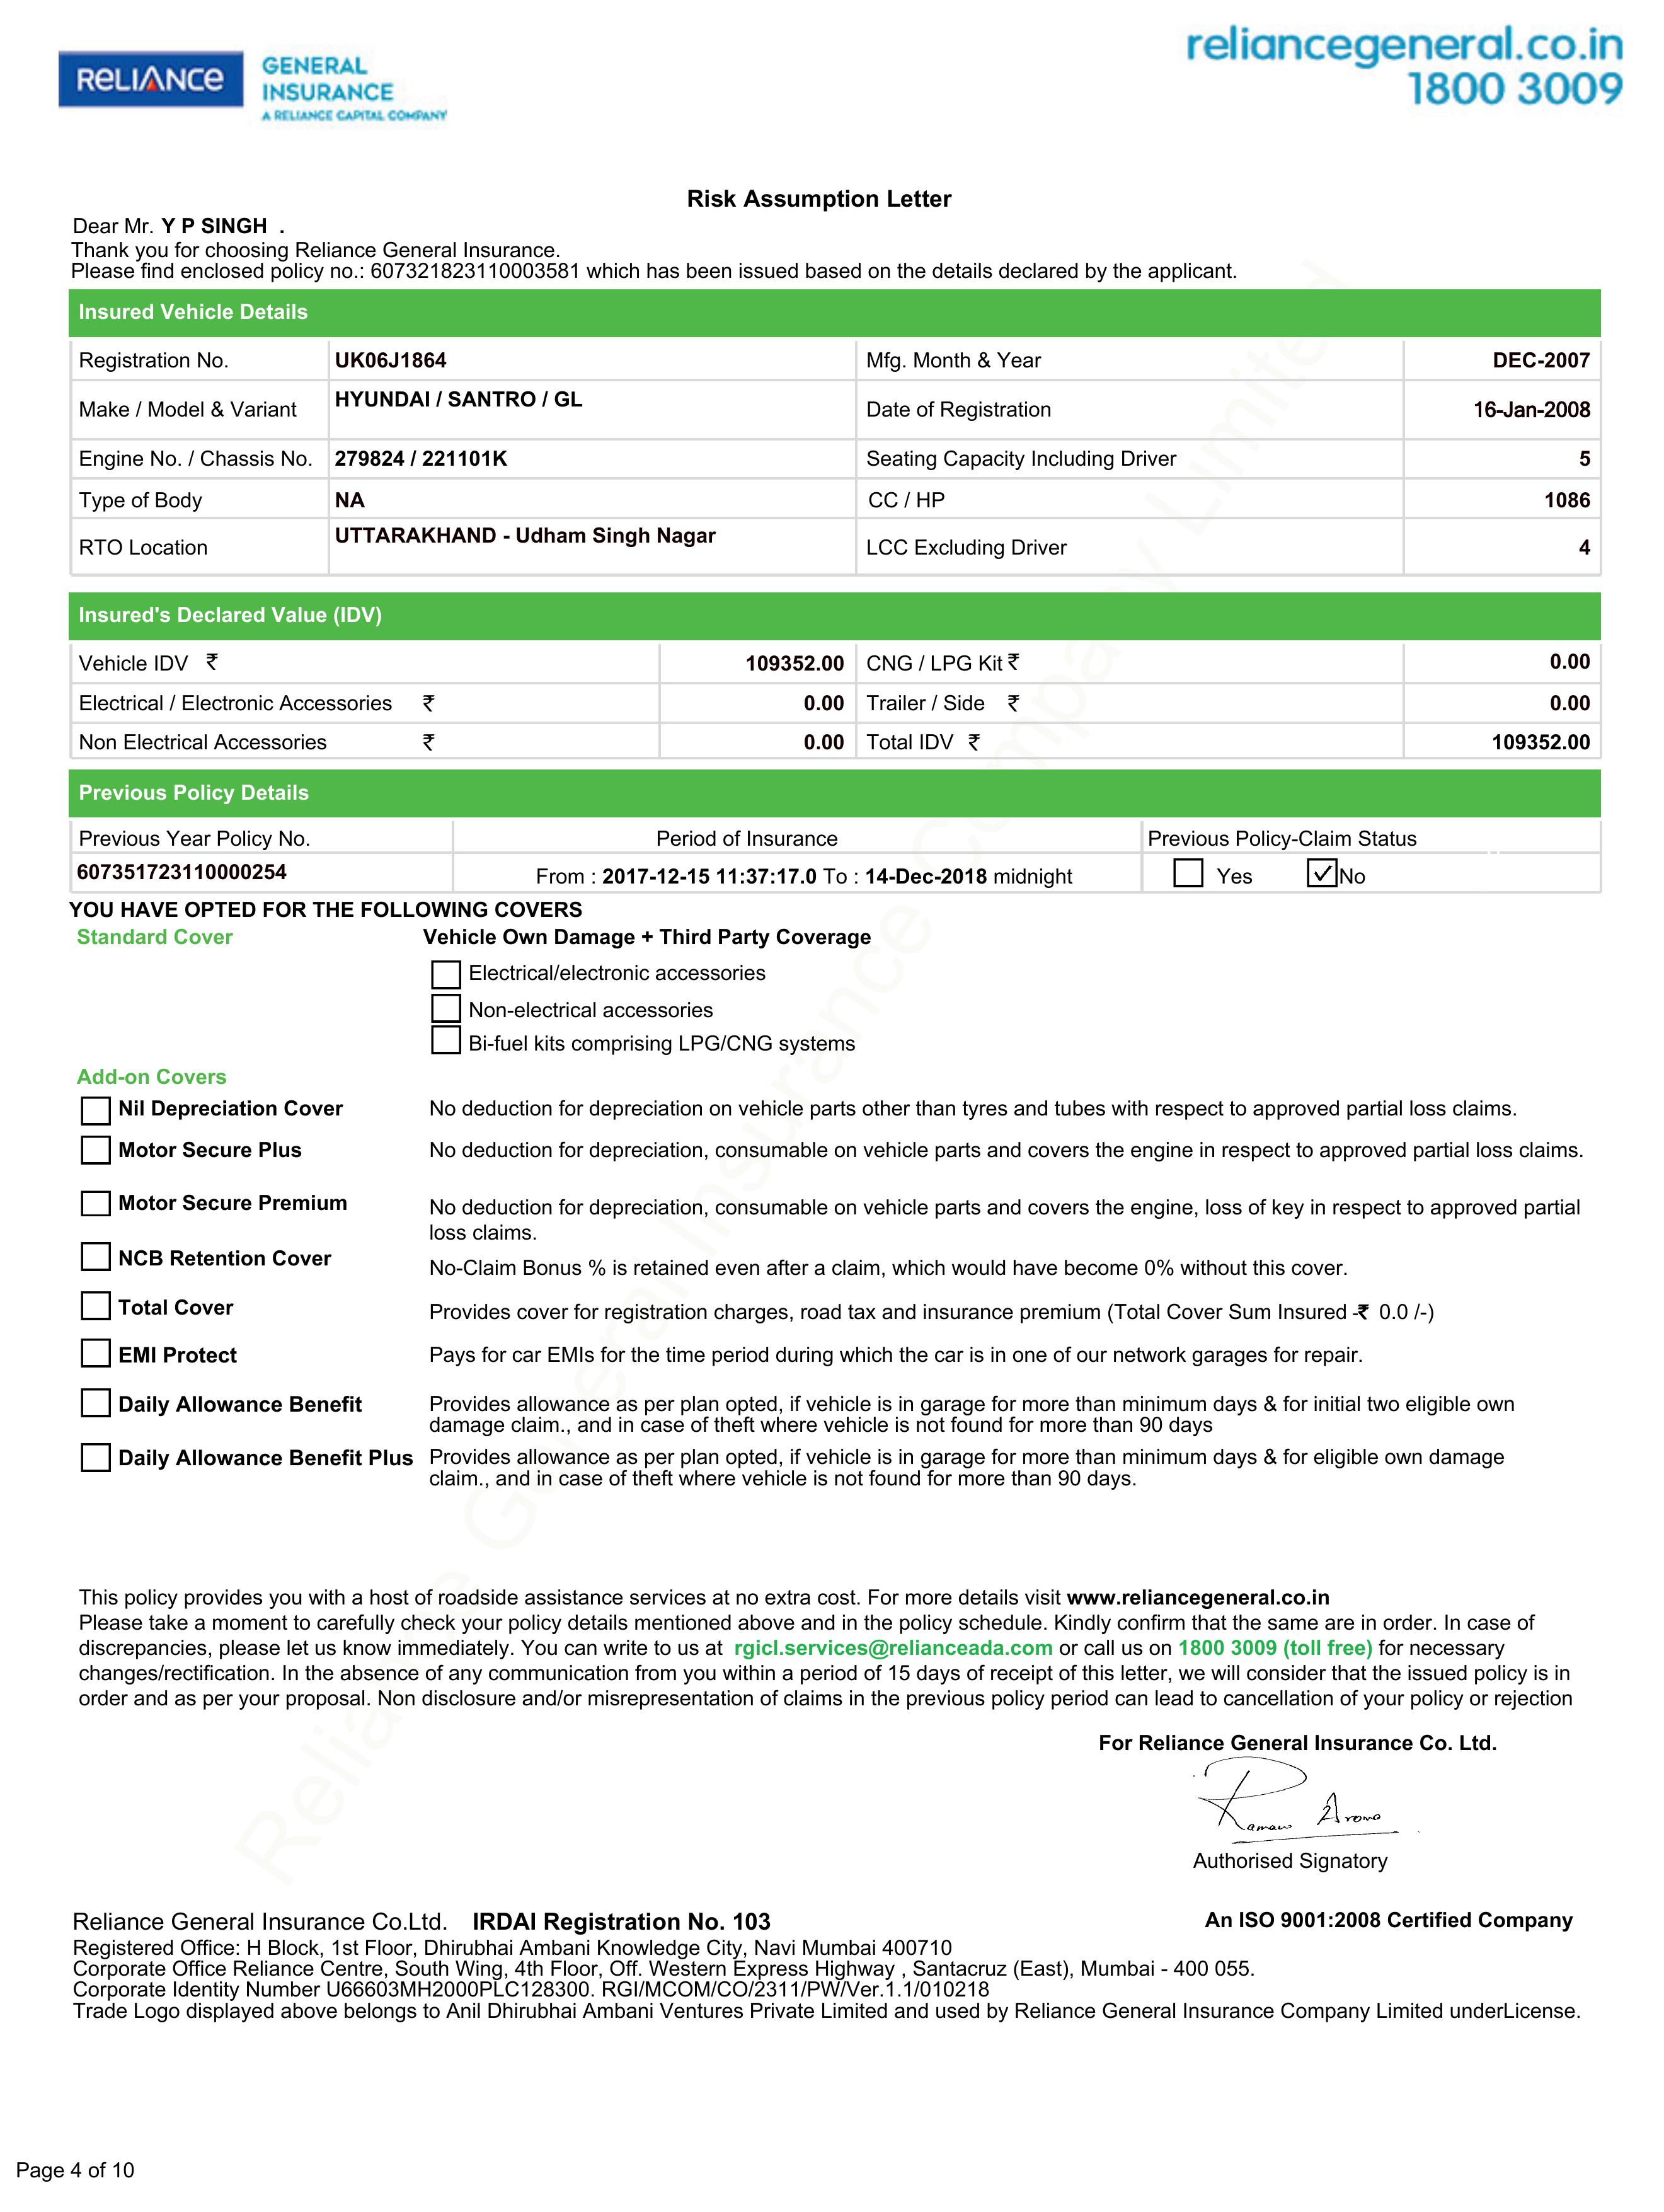 RELIANCE GENERAL INSURANCE A RELIANCE CAPITAL COMPANY
reliancegeneral.co.in
1800 3009
Risk Assumption Letter
Dear Mr. Y P SINGH .
Thank you for choosing Reliance General Insurance.
Please find enclosed policy no.: 607321823110003581 which has been issued based on the details declared by the applicant.
Insured Vehicle Details
Registration No. UK06J1864 Mfg. Month & Year DEC-2007
Make / Model & Variant HYUNDAI / SANTRO / GL Date of Registration 16-Jan-2008
Engine No. / Chassis No. 279824 / 221101K Seating Capacity Including Driver 5
Type of Body NA CC / HP 1086
RTO Location UTTARAKHAND - Udham Singh Nagar LCC Excluding Driver 4
Insured's Declared Value (IDV)
Vehicle IDV ₹ 109352.00 CNG / LPG Kit ₹ 0.00
Electrical / Electronic Accessories ₹ 0.00 Trailer / Side ₹ 0.00
Non Electrical Accessories ₹ 0.00 Total IDV ₹ 109352.00
Previous Policy Details
Previous Year Policy No. Period of Insurance Previous Policy-Claim Status
607351723110000254 From : 2017-12-15 11:37:17.0 To : 14-Dec-2018 midnight Yes No
YOU HAVE OPTED FOR THE FOLLOWING COVERS
Standard Cover Vehicle Own Damage + Third Party Coverage
Electrical/electronic accessories
Non-electrical accessories
Bi-fuel kits comprising LPG/CNG systems
Add-on Covers
Nil Depreciation Cover No deduction for depreciation on vehicle parts other than tyres and tubes with respect to approved partial loss claims.
Motor Secure Plus No deduction for depreciation, consumable on vehicle parts and covers the engine in respect to approved partial loss claims.
Motor Secure Premium No deduction for depreciation, consumable on vehicle parts and covers the engine, loss of key in respect to approved partial
loss claims.
NCB Retention Cover No-Claim Bonus % is retained even after a claim, which would have become 0% without this cover.
Total Cover Provides cover for registration charges, road tax and insurance premium (Total Cover Sum Insured -₹ 0.0 /-)
EMI Protect Pays for car EMIs for the time period during which the car is in one of our network garages for repair.
Daily Allowance Benefit Provides allowance as per plan opted, if vehicle is in garage for more than minimum days & for initial two eligible own
damage claim., and in case of theft where vehicle is not found for more than 90 days
Daily Allowance Benefit Plus Provides allowance as per plan opted, if vehicle is in garage for more than minimum days & for eligible own damage
claim., and in case of theft where vehicle is not found for more than 90 days.
This policy provides you with a host of roadside assistance services at no extra cost. For more details visit www.reliancegeneral.co.in
Please take a moment to carefully check your policy details mentioned above and in the policy schedule. Kindly confirm that the same are in order. In case of
discrepancies, please let us know immediately. You can write to us at rgicl.services@relianceada.com or call us on 1800 3009 (toll free) for necessary
changes/rectification. In the absence of any communication from you within a period of 15 days of receipt of this letter, we will consider that the issued policy is in
order and as per your proposal. Non disclosure and/or misrepresentation of claims in the previous policy period can lead to cancellation of your policy or rejection
For Reliance General Insurance Co. Ltd.
Raman Arora
Authorised Signatory
Reliance General Insurance Co.Ltd. IRDAI Registration No. 103 An ISO 9001:2008 Certified Company
Registered Office: H Block, 1st Floor, Dhirubhai Ambani Knowledge City, Navi Mumbai 400710
Corporate Office Reliance Centre, South Wing, 4th Floor, Off. Western Express Highway , Santacruz (East), Mumbai - 400 055.
Corporate Identity Number U66603MH2000PLC128300. RGI/MCOM/CO/2311/PW/Ver.1.1/010218
Trade Logo displayed above belongs to Anil Dhirubhai Ambani Ventures Private Limited and used by Reliance General Insurance Company Limited underLicense.
Reliance General Insurance Company Limited
Page 4 of 10